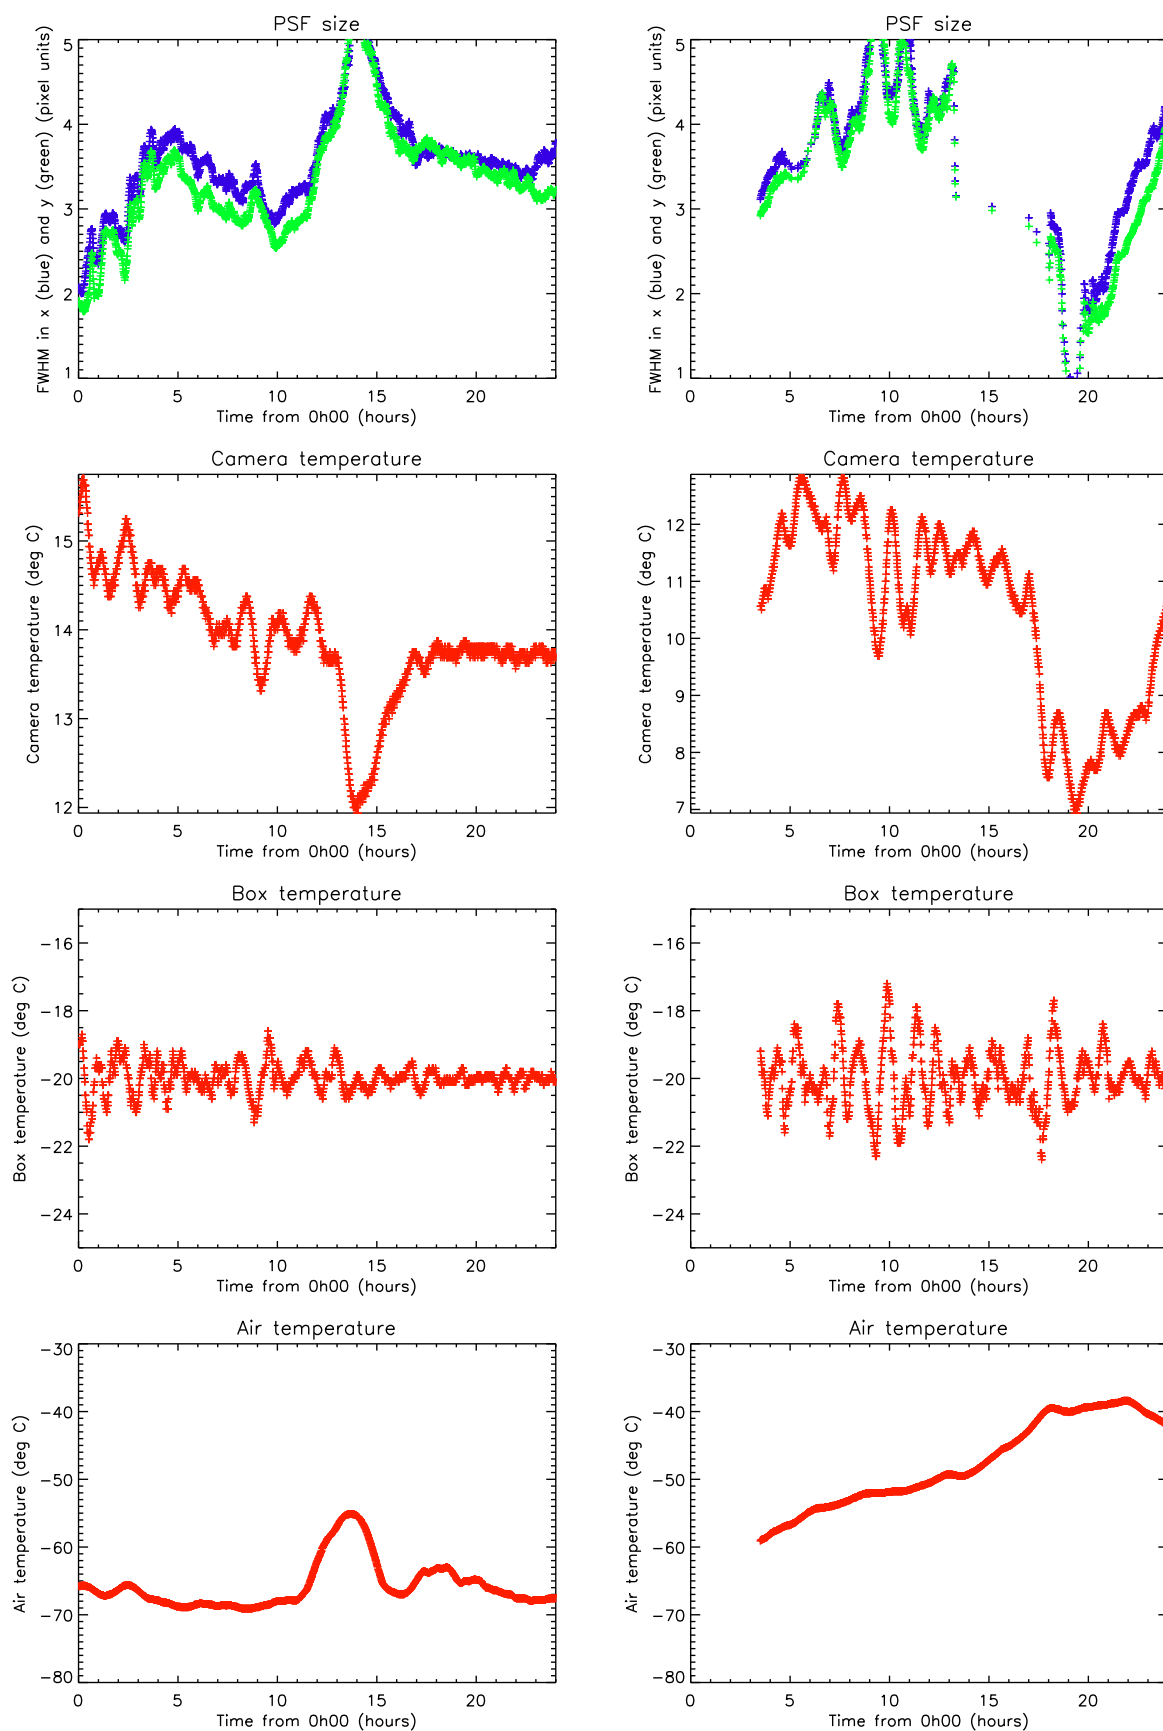 PSF size
FWHM in x (blue) and y (green) (pixel units)
5
4
3
2
1
0 5 10 15 20
Time from 0h00 (hours)
PSF size
FWHM in x (blue) and y (green) (pixel units)
5
4
3
2
1
0 5 10 15 20
Time from 0h00 (hours)
Camera temperature
Camera temperature (deg C)
15
14
13
12
0 5 10 15 20
Time from 0h00 (hours)
Camera temperature
Camera temperature (deg C)
12
11
10
9
8
7
0 5 10 15 20
Time from 0h00 (hours)
Box temperature
Box temperature (deg C)
−16
−18
−20
−22
−24
0 5 10 15 20
Time from 0h00 (hours)
Box temperature
Box temperature (deg C)
−16
−18
−20
−22
−24
0 5 10 15 20
Time from 0h00 (hours)
Air temperature
Air temperature (deg C)
−30
−40
−50
−60
−70
−80
0 5 10 15 20
Time from 0h00 (hours)
Air temperature
Air temperature (deg C)
−30
−40
−50
−60
−70
−80
0 5 10 15 20
Time from 0h00 (hours)